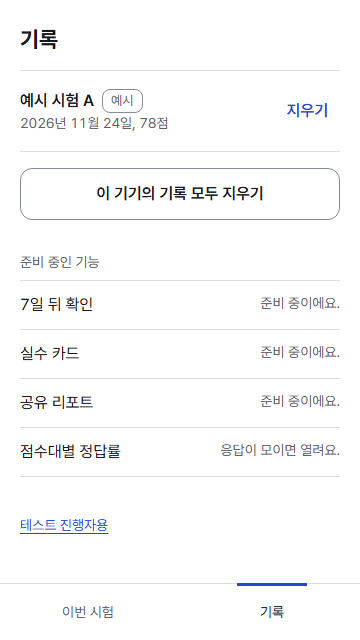 기록
예시 시험 A 예시
2026년 11월 24일, 78점
지우기
이 기기의 기록 모두 지우기
준비 중인 기능
7일 뒤 확인 준비 중이에요.
실수 카드 준비 중이에요.
공유 리포트 준비 중이에요.
점수대별 정답률 응답이 모이면 열려요.
테스트 진행자용
이번 시험 기록